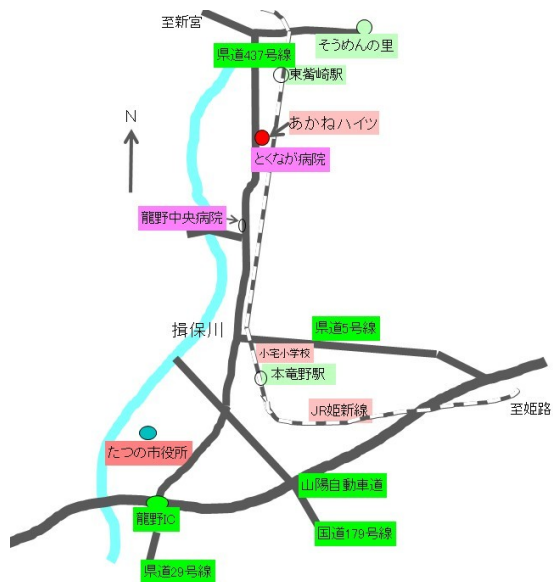 至新宮
そうめんの里
県道437号線
東觜崎駅
N
あかねハイツ
とくなが病院
龍野中央病院
揖保川
県道5号線
小宅小学校
本竜野駅
JR姫新線
至姫路
たつの市役所
山陽自動車道
龍野IC
国道179号線
県道29号線